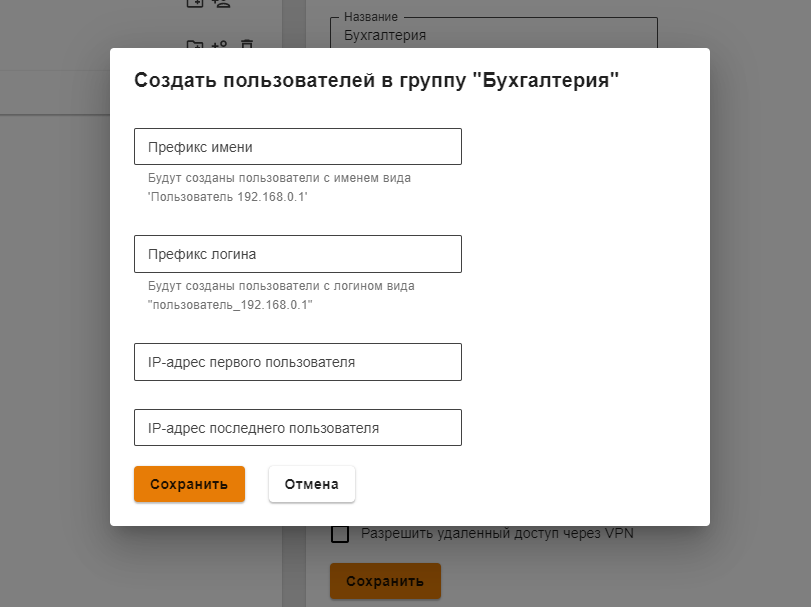 Название
Бухгалтерия
Создать пользователей в группу "Бухгалтерия"
Префикс имени
Будут созданы пользователи с именем вида
'Пользователь 192.168.0.1'
Префикс логина
Будут созданы пользователи с логином вида
"пользователь_192.168.0.1"
IP-адрес первого пользователя
IP-адрес последнего пользователя
Сохранить
Отмена
Разрешить удаленный доступ через VPN
Сохранить